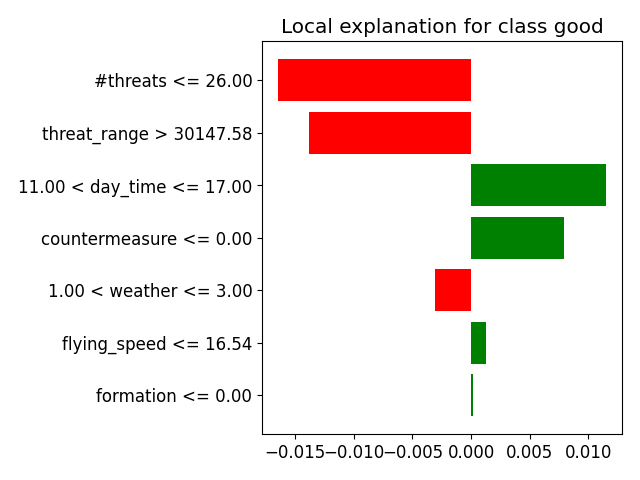 Local explanation for class good
#threats <= 26.00
threat_range > 30147.58
11.00 < day_time <= 17.00
countermeasure <= 0.00
1.00 < weather <= 3.00
flying_speed <= 16.54
formation <= 0.00
−0.015−0.010−0.005 0.000 0.005 0.010